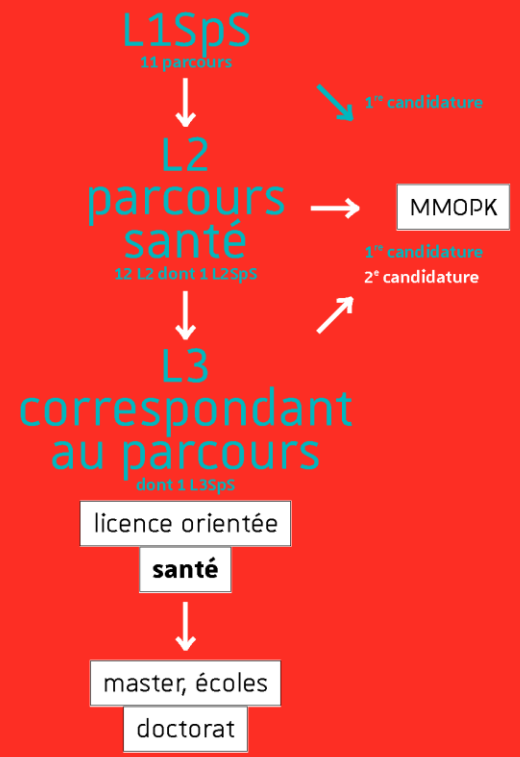 L1SpS
11 parcours
1re candidature
L2
parcours
santé
12 L2 dont 1 L2SpS
MMOPK
1re candidature
2e candidature
L3
correspondant
au parcours
dont 1 L3SpS
licence orientée
santé
master, écoles
doctorat